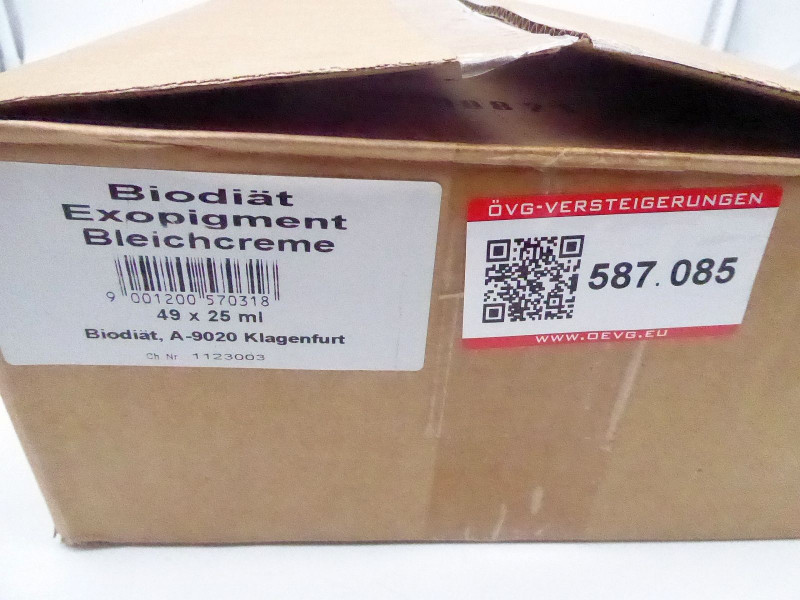 Biodiät
Exopigment
Bleichcreme
9 001200 570318
49 x 25 ml
Biodiät, A-9020 Klagenfurt
Ch. Nr. 1123003
ÖVG-VERSTEIGERUNGEN
587.085
WWW.OEVG.EU